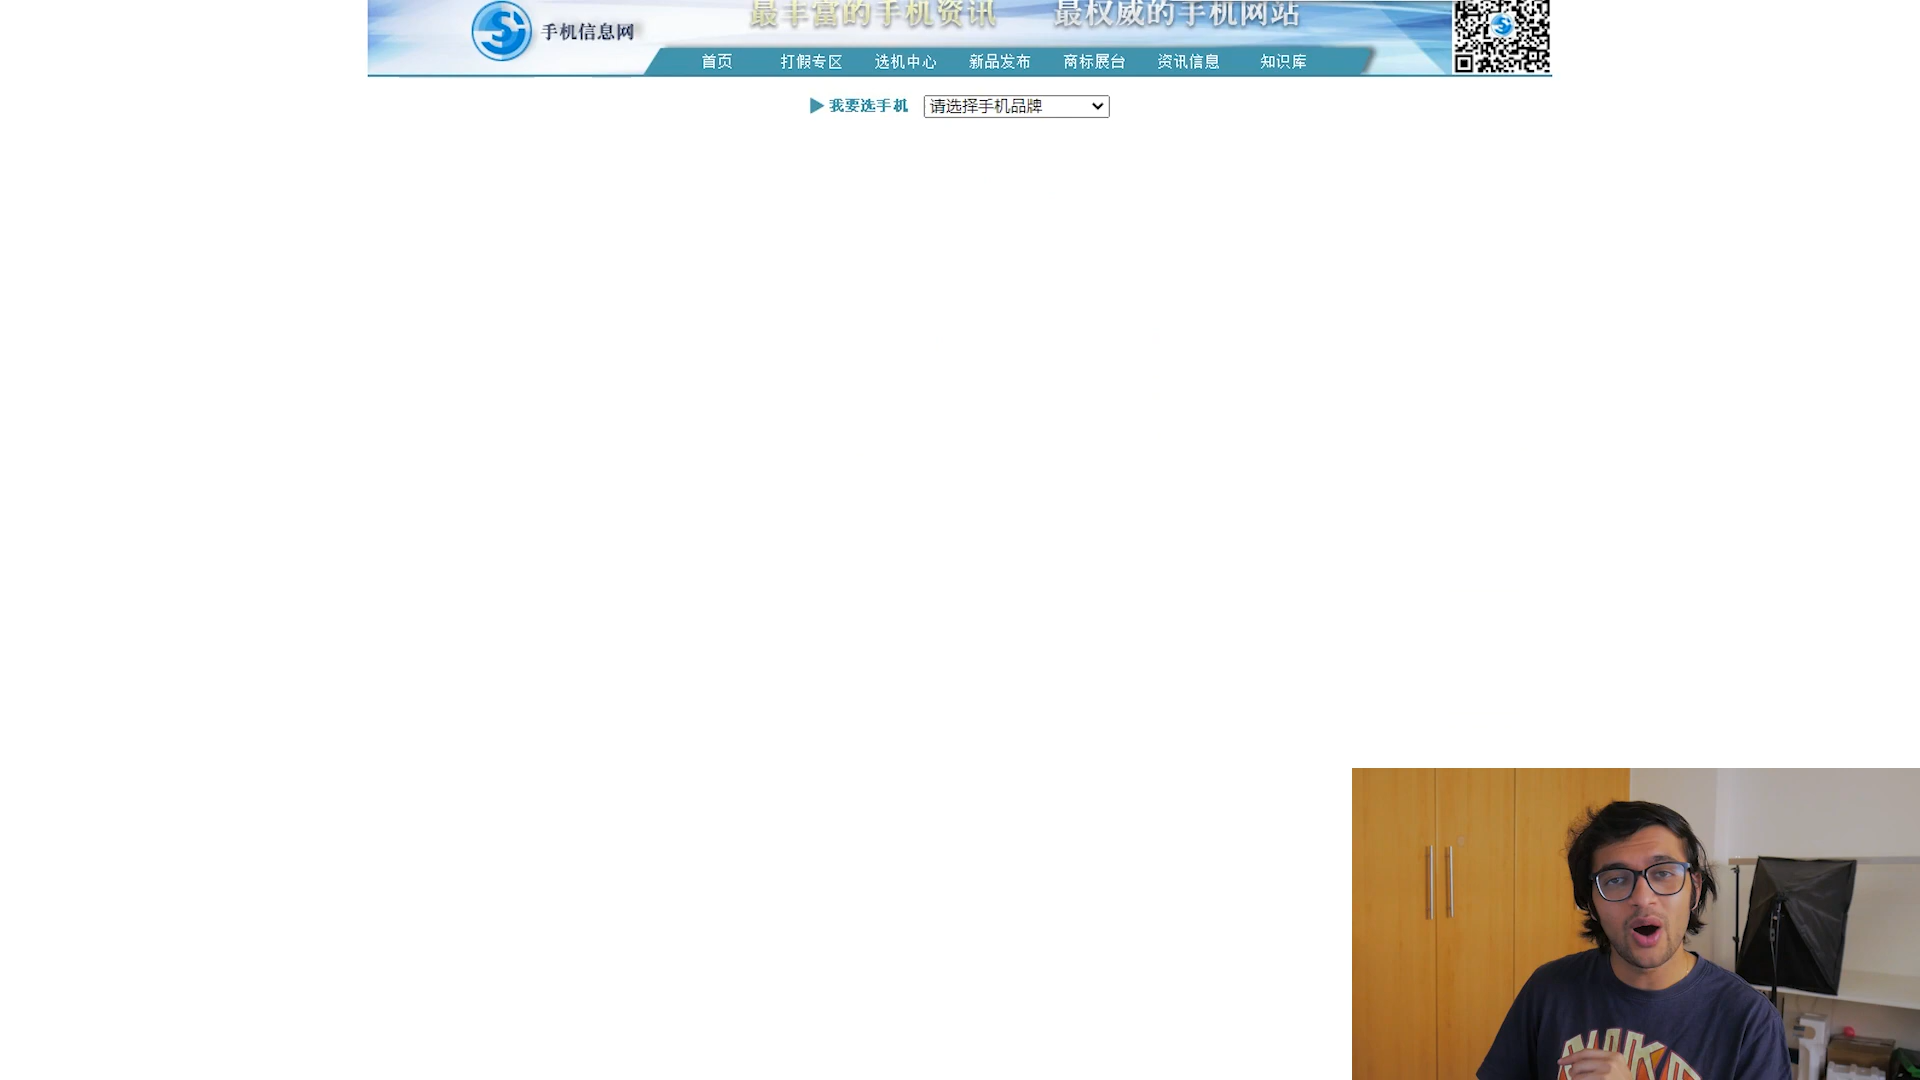 最丰富的手机资讯 最权威的手机网站
手机信息网
首页 打假专区 选机中心 新品发布 商标展台 资讯信息 知识库
我要选手机 请选择手机品牌